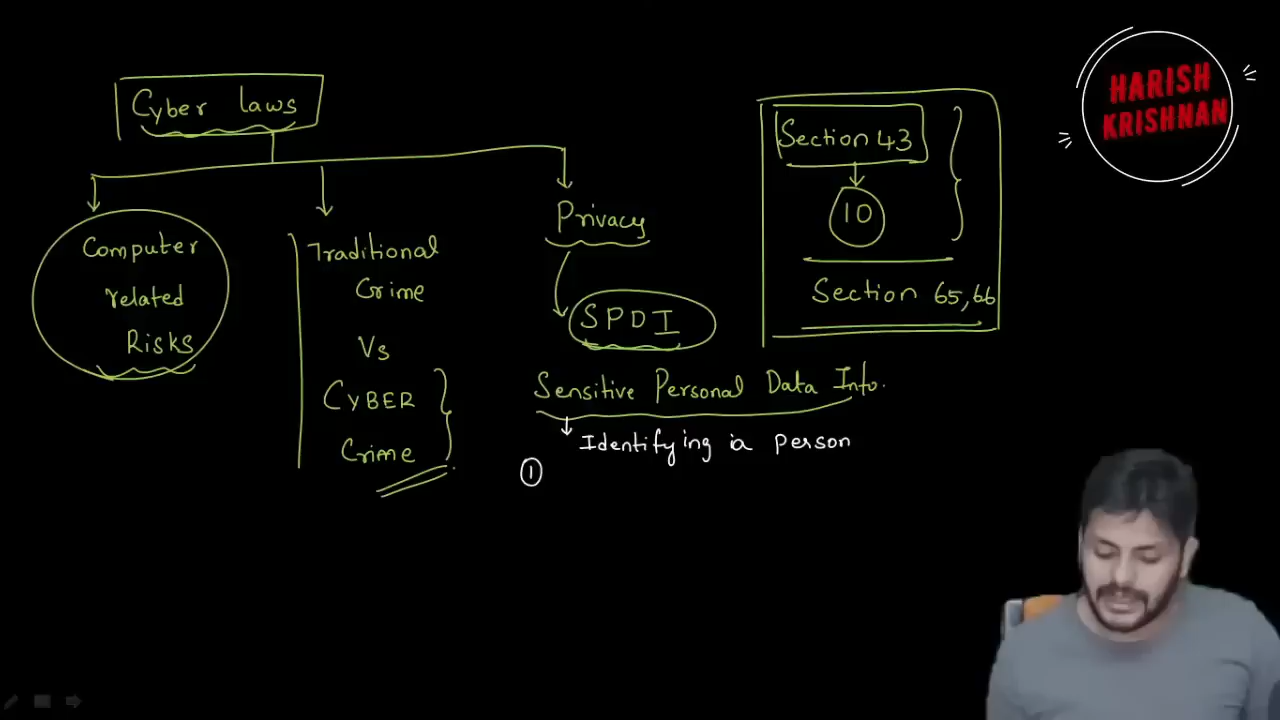 Cyber laws
Computer
related
Risks
Traditional
Crime
Vs
CYBER
Crime
Privacy
SPDI
Sensitive Personal Data Info.
Identifying ia person
1
Section 43
10
Section 65,66
HARISH
KRISHNAN